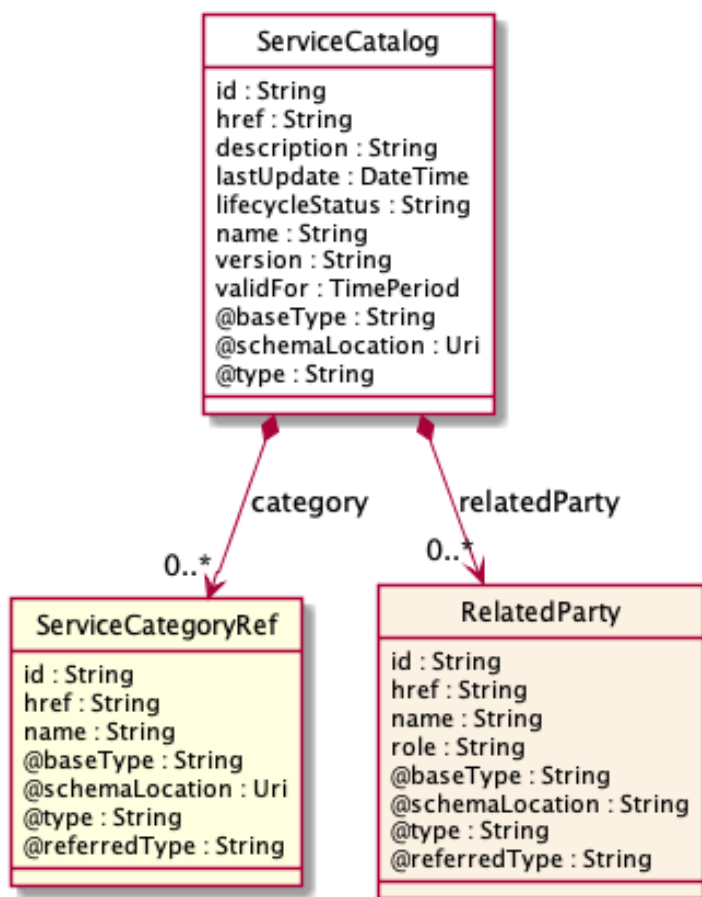 ServiceCatalog
id : String
href : String
description : String
lastUpdate : DateTime
lifecycleStatus : String
name : String
version : String
validFor : TimePeriod
@baseType : String
@schemaLocation : Uri
@type : String
category
relatedParty
0..*
0..*
ServiceCategoryRef
id : String
href : String
name : String
@baseType : String
@schemaLocation : Uri
@type : String
@referredType : String
RelatedParty
id : String
href : String
name : String
role : String
@baseType : String
@schemaLocation : String
@type : String
@referredType : String